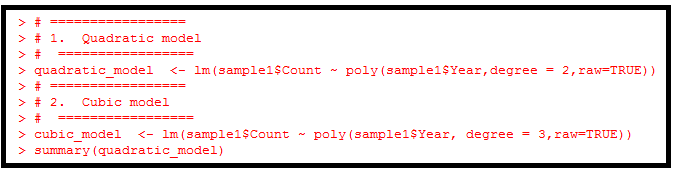 > # =================
> # 1.  Quadratic model
> #  =================
> quadratic_model  <- lm(sample1$Count ~ poly(sample1$Year,degree = 2,raw=TRUE))
> # =================
> # 2.  Cubic model
> #  =================
> cubic_model  <- lm(sample1$Count ~ poly(sample1$Year, degree = 3,raw=TRUE))
> summary(quadratic_model)